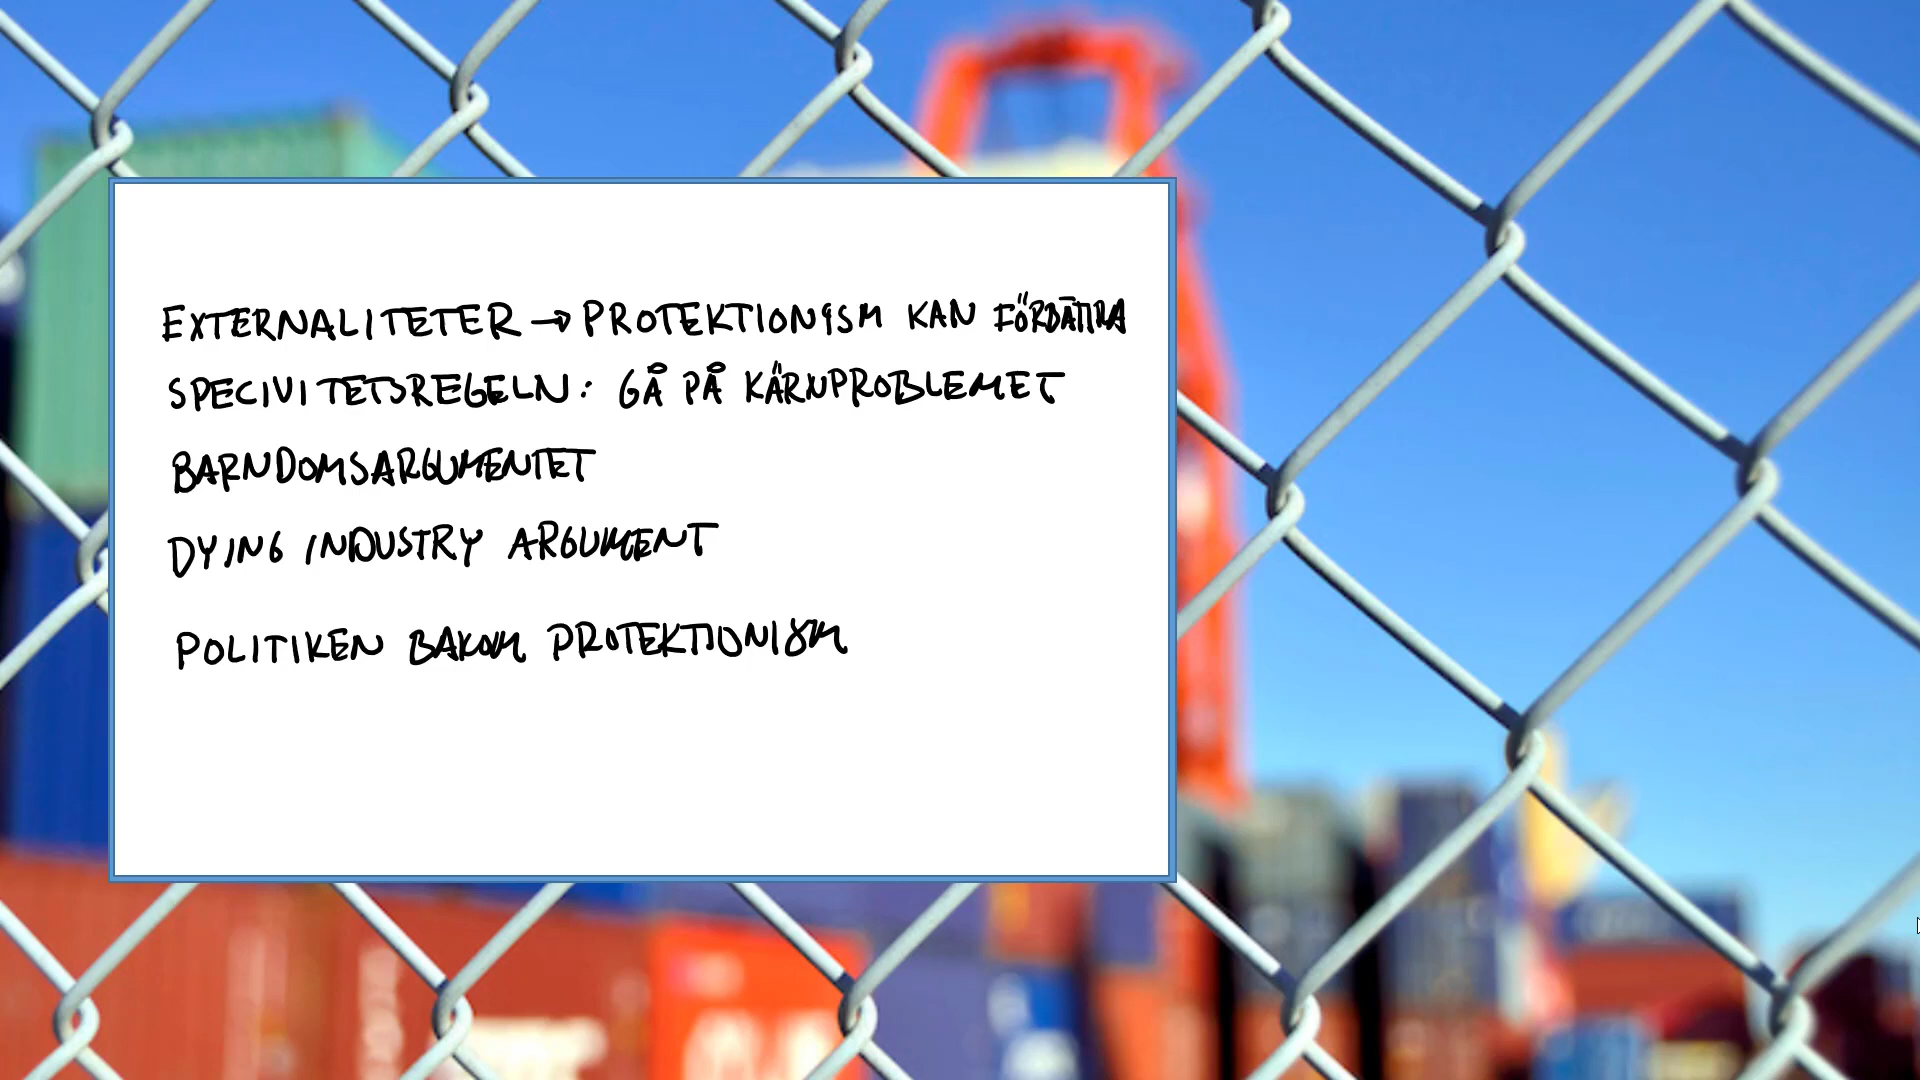 EXTERNALITETER → PROTEKTIONISM KAN FÖRBÄTTRA
SPECIVITETSREGELN: GÅ PÅ KÄRNPROBLEMET
BARNDOMSARGUMENTET
DYING INDUSTRY ARGUMENT
POLITIKEN BAKOM PROTEKTIONISM